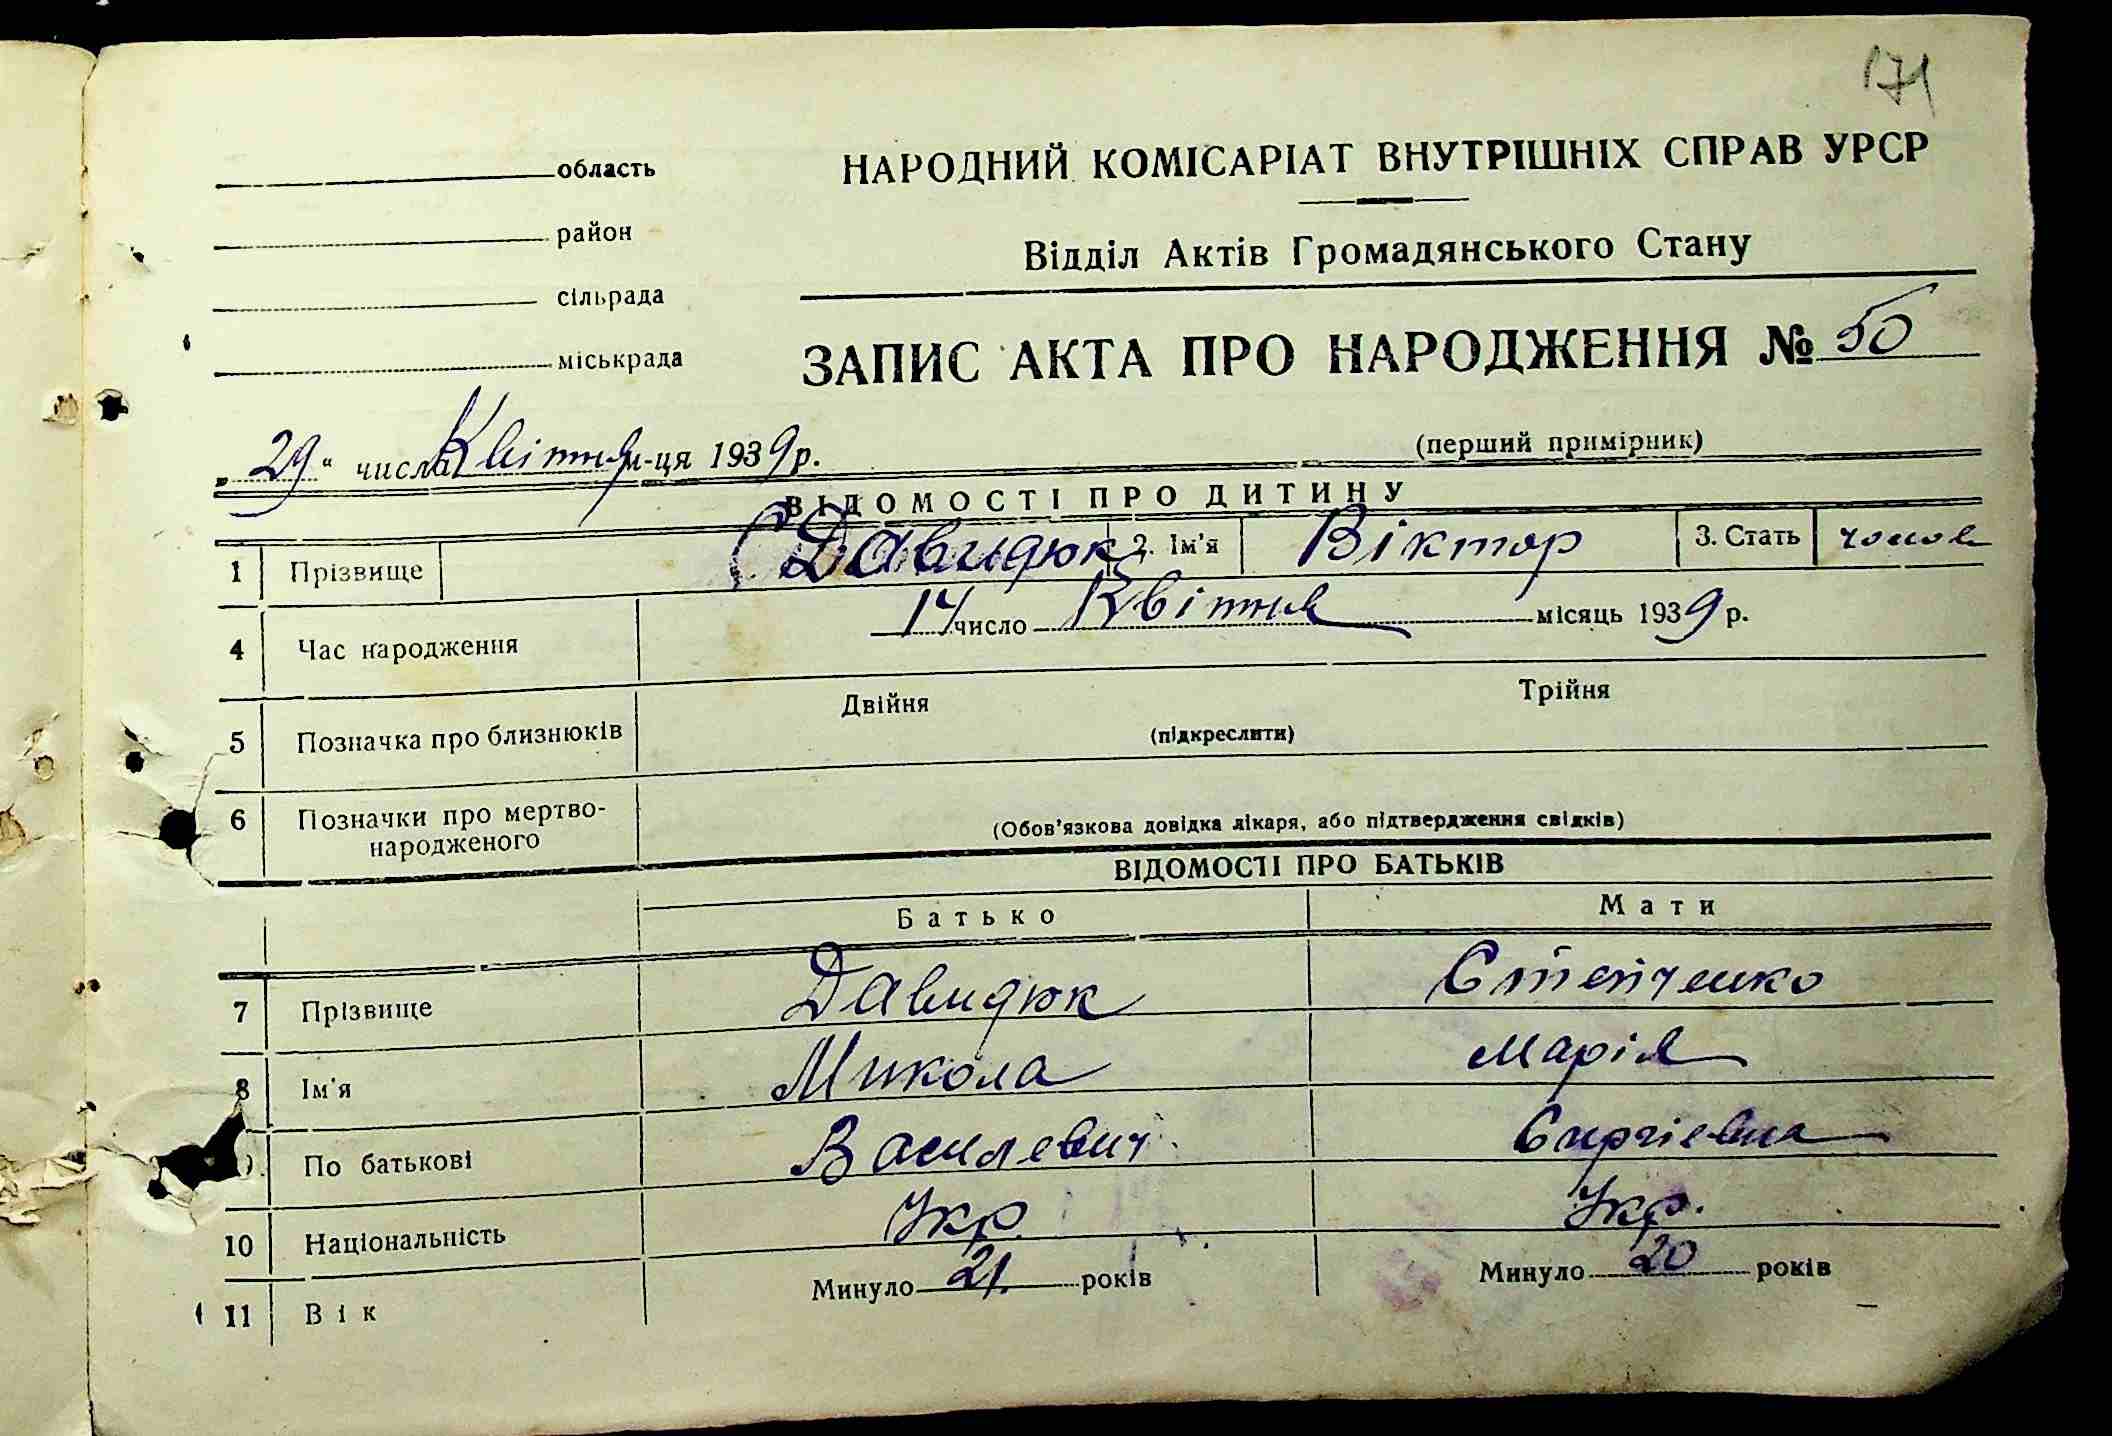 171
область
район
сільрада
міськрада
НАРОДНИЙ КОМІСАРІАТ ВНУТРІШНІХ СПРАВ УРСР
Відділ Актів Громадянського Стану
ЗАПИС АКТА ПРО НАРОДЖЕННЯ № 50
„29“ числа Квітня м-ця 1939 р.
(перший примірник)
ВІДОМОСТІ ПРО ДИТИНУ
1 Прізвище Давидюк 2. Ім'я Віктор 3. Стать чолов
4 Час народження 14 число Квітня місяць 1939 р.
5 Позначка про близнюків Двійня Трійня
(підкреслити)
6 Позначки про мертво-
народженого
(Обов'язкова довідка лікаря, або підтвердження свідків)
ВІДОМОСТІ ПРО БАТЬКІВ
Батько Мати
7 Прізвище Давидюк
8 Ім'я Микола Марія
9 По батькові Василевич Сиргієвна
10 Національність Укр. Укр.
11 Вік Минуло 21 років Минуло 20 років